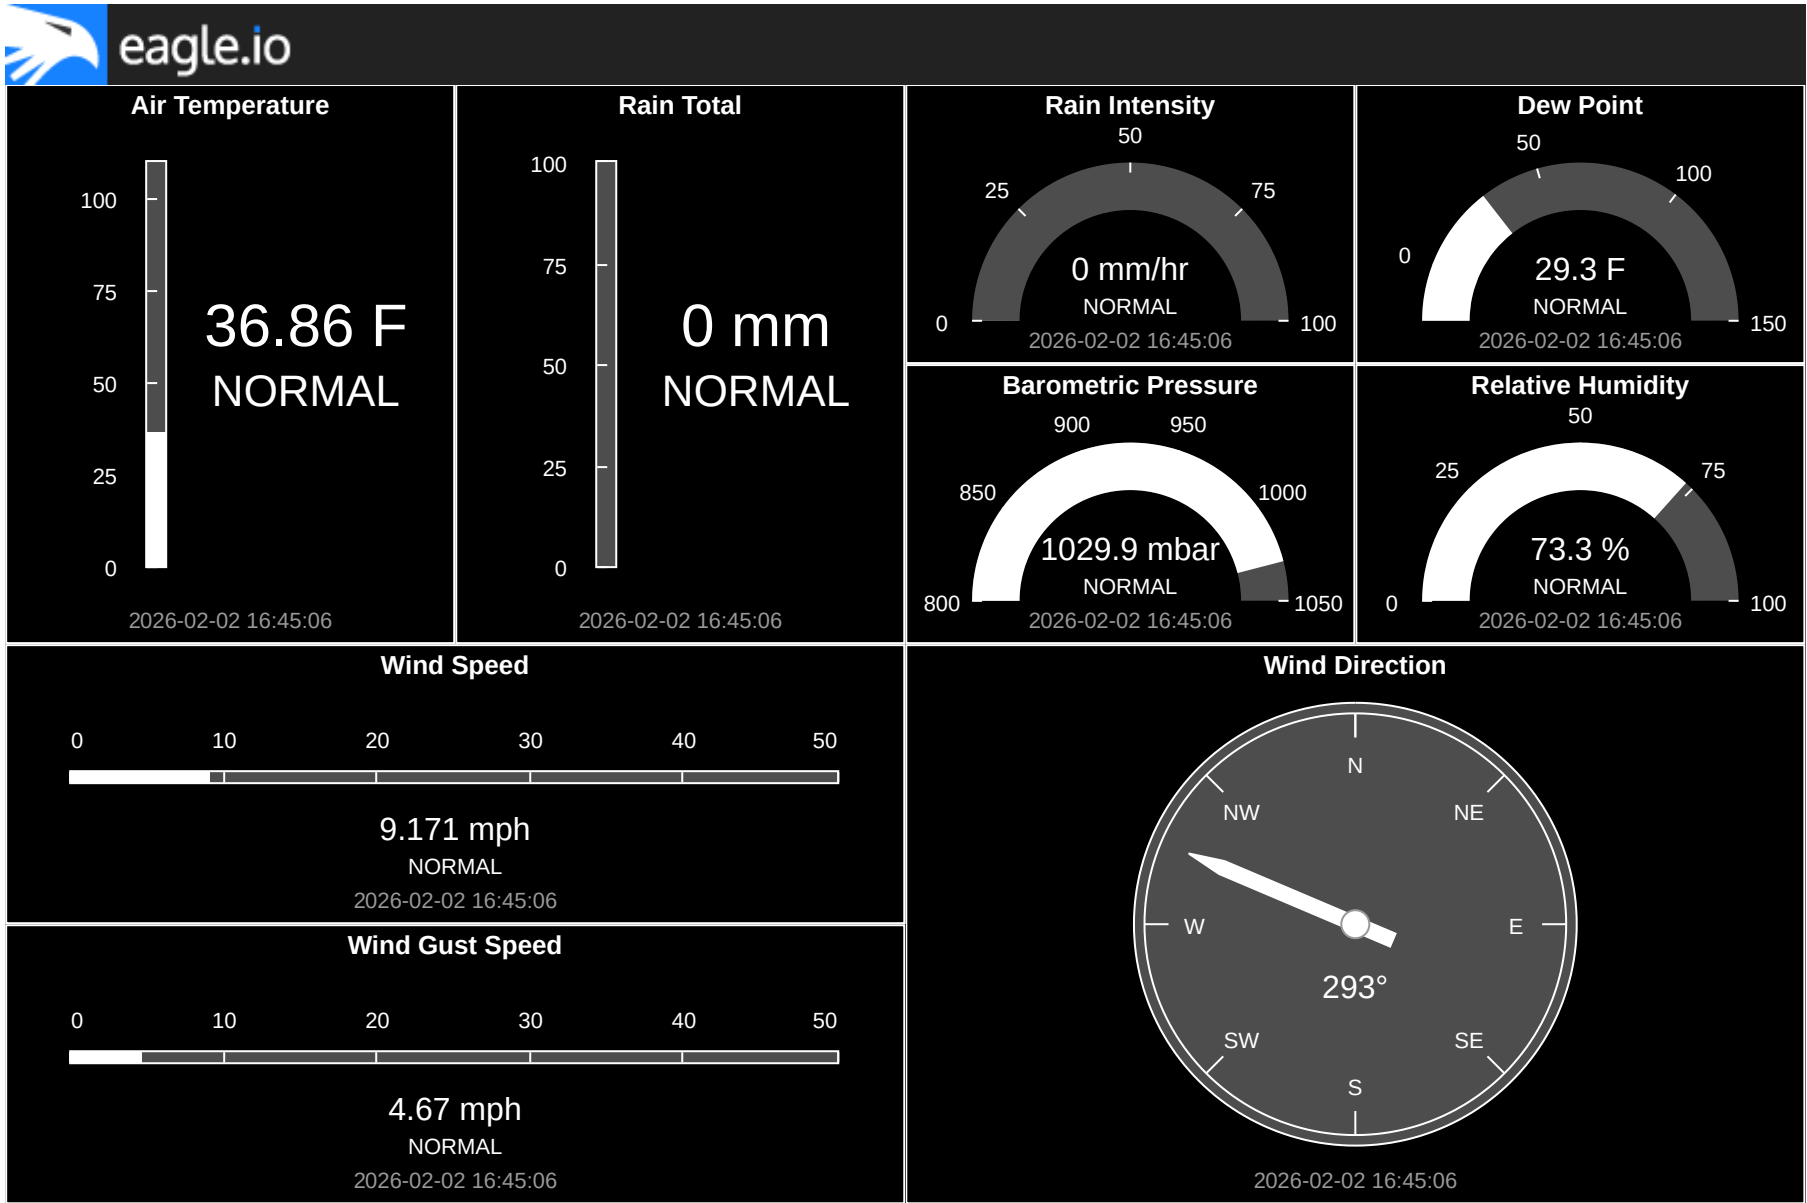 eagle.io
Air Temperature
100
75
50
25
0
36.86 F
NORMAL
2026-02-02 16:45:06
Rain Total
100
75
50
25
0
0 mm
NORMAL
2026-02-02 16:45:06
Rain Intensity
50
25
75
0
100
0 mm/hr
NORMAL
2026-02-02 16:45:06
Dew Point
50
100
0
150
29.3 F
NORMAL
2026-02-02 16:45:06
Barometric Pressure
900
950
850
1000
800
1050
1029.9 mbar
NORMAL
2026-02-02 16:45:06
Relative Humidity
50
25
75
0
100
73.3 %
NORMAL
2026-02-02 16:45:06
Wind Speed
0 10 20 30 40 50
9.171 mph
NORMAL
2026-02-02 16:45:06
Wind Gust Speed
0 10 20 30 40 50
4.67 mph
NORMAL
2026-02-02 16:45:06
Wind Direction
N
NW NE
W E
293°
SW SE
S
2026-02-02 16:45:06